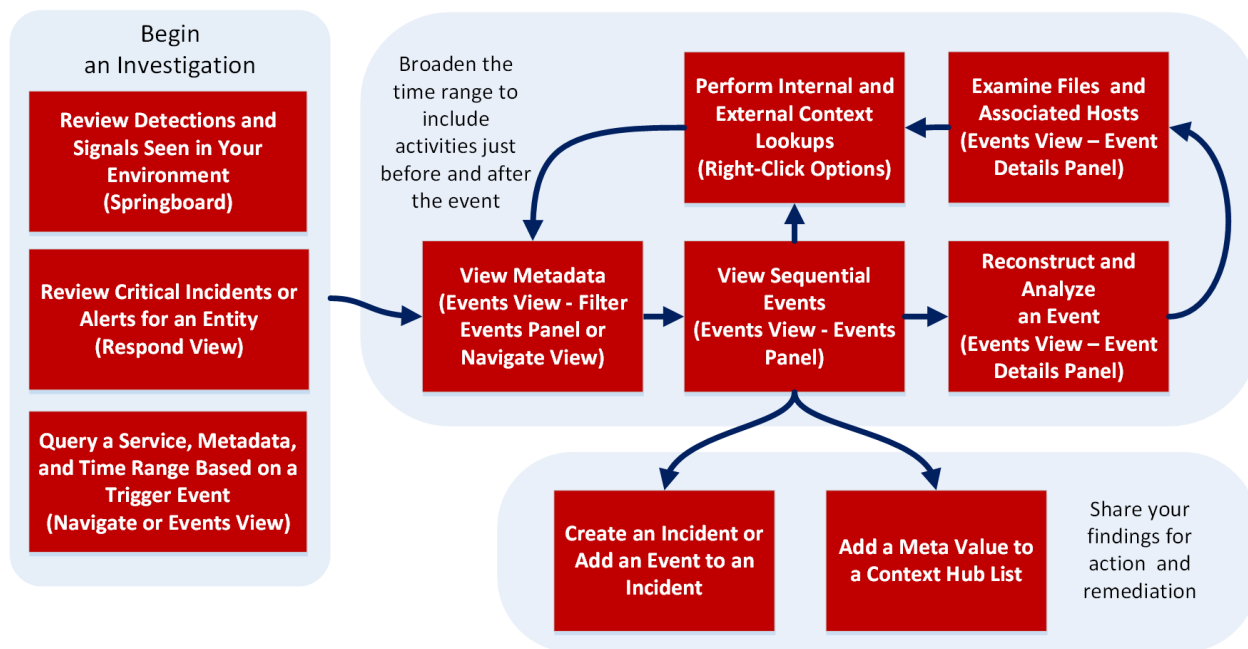 Begin
an Investigation
Review Detections and
Signals Seen in Your
Environment
(Springboard)
Review Critical Incidents or
Alerts for an Entity
(Respond View)
Query a Service, Metadata,
and Time Range Based on a
Trigger Event
(Navigate or Events View)
Broaden the
time range to
include
activities just
before and after
the event
Perform Internal and
External Context
Lookups
(Right-Click Options)
Examine Files and
Associated Hosts
(Events View – Event
Details Panel)
View Metadata
(Events View - Filter
Events Panel or
Navigate View)
View Sequential
Events
(Events View - Events
Panel)
Reconstruct and
Analyze
an Event
(Events View – Event
Details Panel)
Create an Incident or
Add an Event to an
Incident
Add a Meta Value to
a Context Hub List
Share your
findings for
action and
remediation